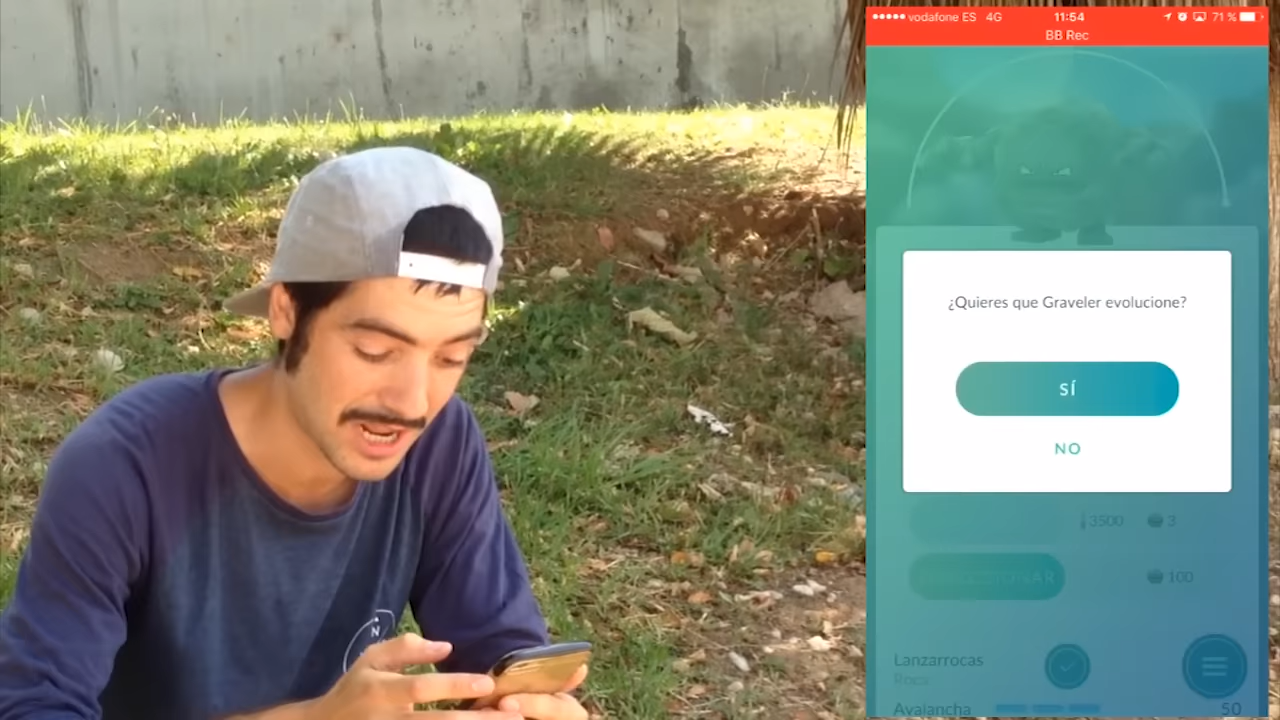 vodafone ES 4G 11:54 71 %
BB Rec
¿Quieres que Graveler evolucione?
SÍ
NO
3500 3
100
Lanzarrocas
Roca
Avalancha 50
N